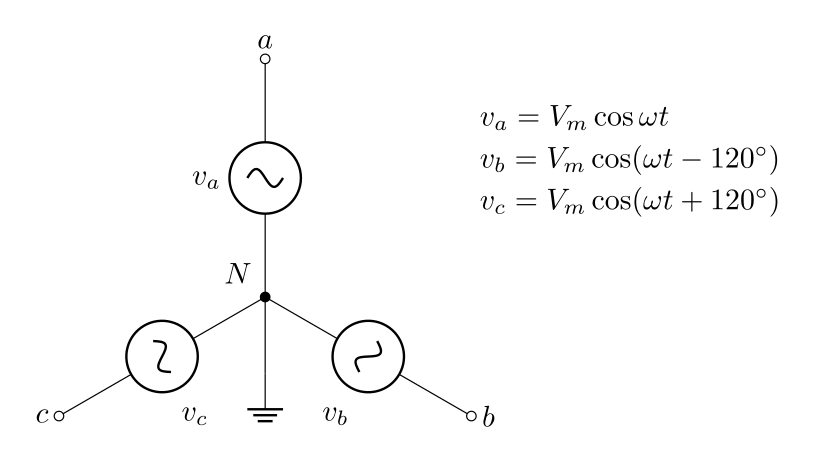 a
v_a = V_m cos ωt
v_b = V_m cos(ωt − 120°)
v_c = V_m cos(ωt + 120°)
v_a
N
c
v_c
v_b
b